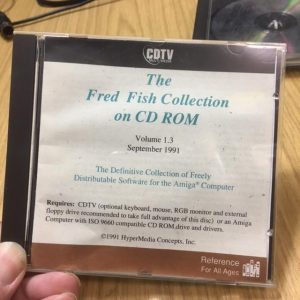 CDTV
The
Fred Fish Collection
on CD ROM
Volume 1.3
September 1991
The Definitive Collection of Freely
Distributable Software for the Amiga® Computer
Requires: CDTV (optional keyboard, mouse, RGB monitor and external
floppy drive recommended to take full advantage of this disc) or an Amiga
Computer with ISO 9660 compatible CD ROM drive and drivers.
©1991 HyperMedia Concepts, Inc.
Reference
For All Ages